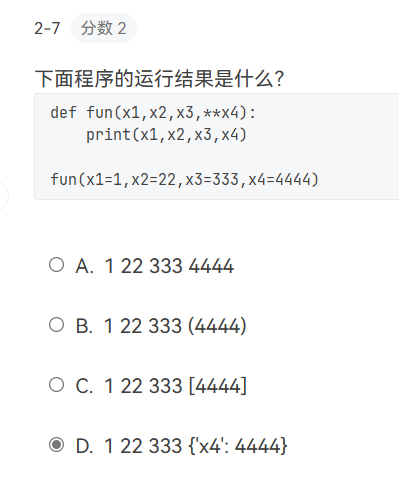 2-7 分数 2
下面程序的运行结果是什么?
def fun(x1,x2,x3,**x4):
    print(x1,x2,x3,x4)
fun(x1=1,x2=22,x3=333,x4=4444)
A. 1 22 333 4444
B. 1 22 333 (4444)
C. 1 22 333 [4444]
D. 1 22 333 {'x4': 4444}